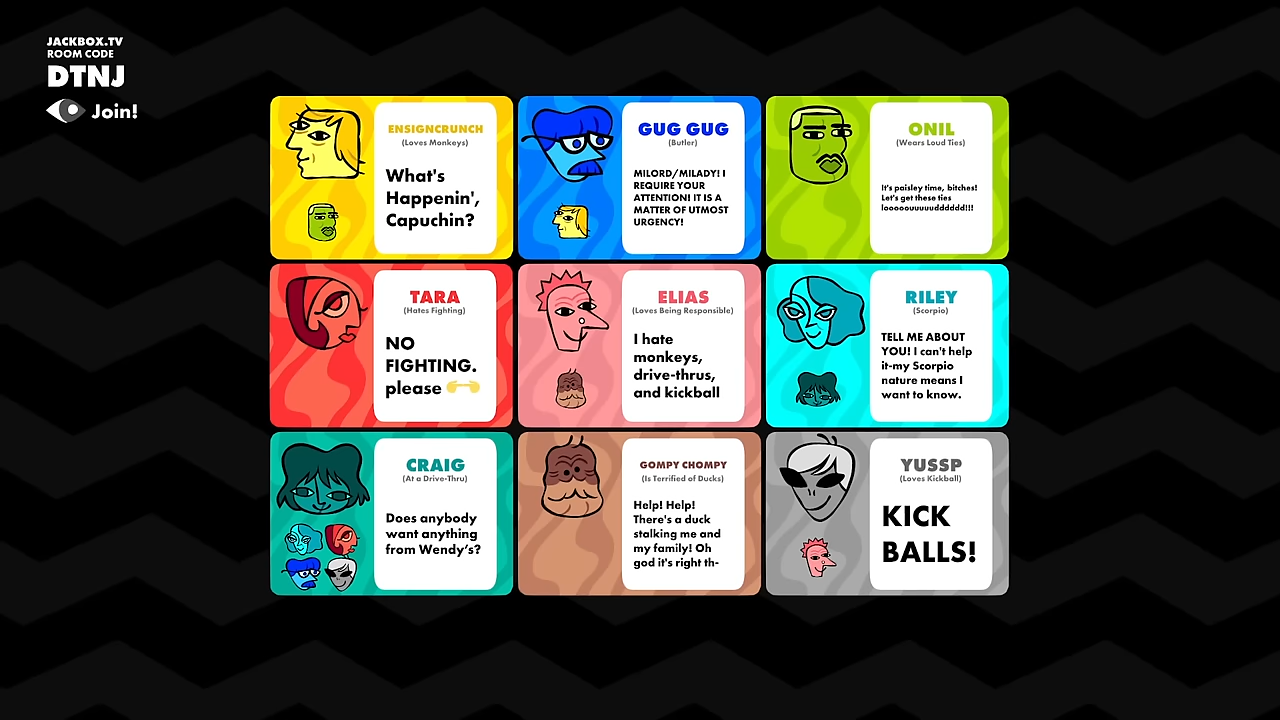 JACKBOX.TV
ROOM CODE
DTNJ
Join!
ENSIGNCRUNCH
(Loves Monkeys)
What's
Happenin',
Capuchin?
GUG GUG
(Butler)
MILORD/MILADY! I
REQUIRE YOUR
ATTENTION! IT IS A
MATTER OF UTMOST
URGENCY!
ONIL
(Wears Loud Ties)
It's paisley time, bitches!
Let's get these ties
looooouuuuudddddd!!!
TARA
(Hates Fighting)
NO
FIGHTING.
please
ELIAS
(Loves Being Responsible)
I hate
monkeys,
drive-thrus,
and kickball
RILEY
(Scorpio)
TELL ME ABOUT
YOU! I can't help
it-my Scorpio
nature means I
want to know.
CRAIG
(At a Drive-Thru)
Does anybody
want anything
from Wendy's?
GOMPY CHOMPY
(Is Terrified of Ducks)
Help! Help!
There's a duck
stalking me and
my family! Oh
god it's right th-
YUSSP
(Loves Kickball)
KICK
BALLS!